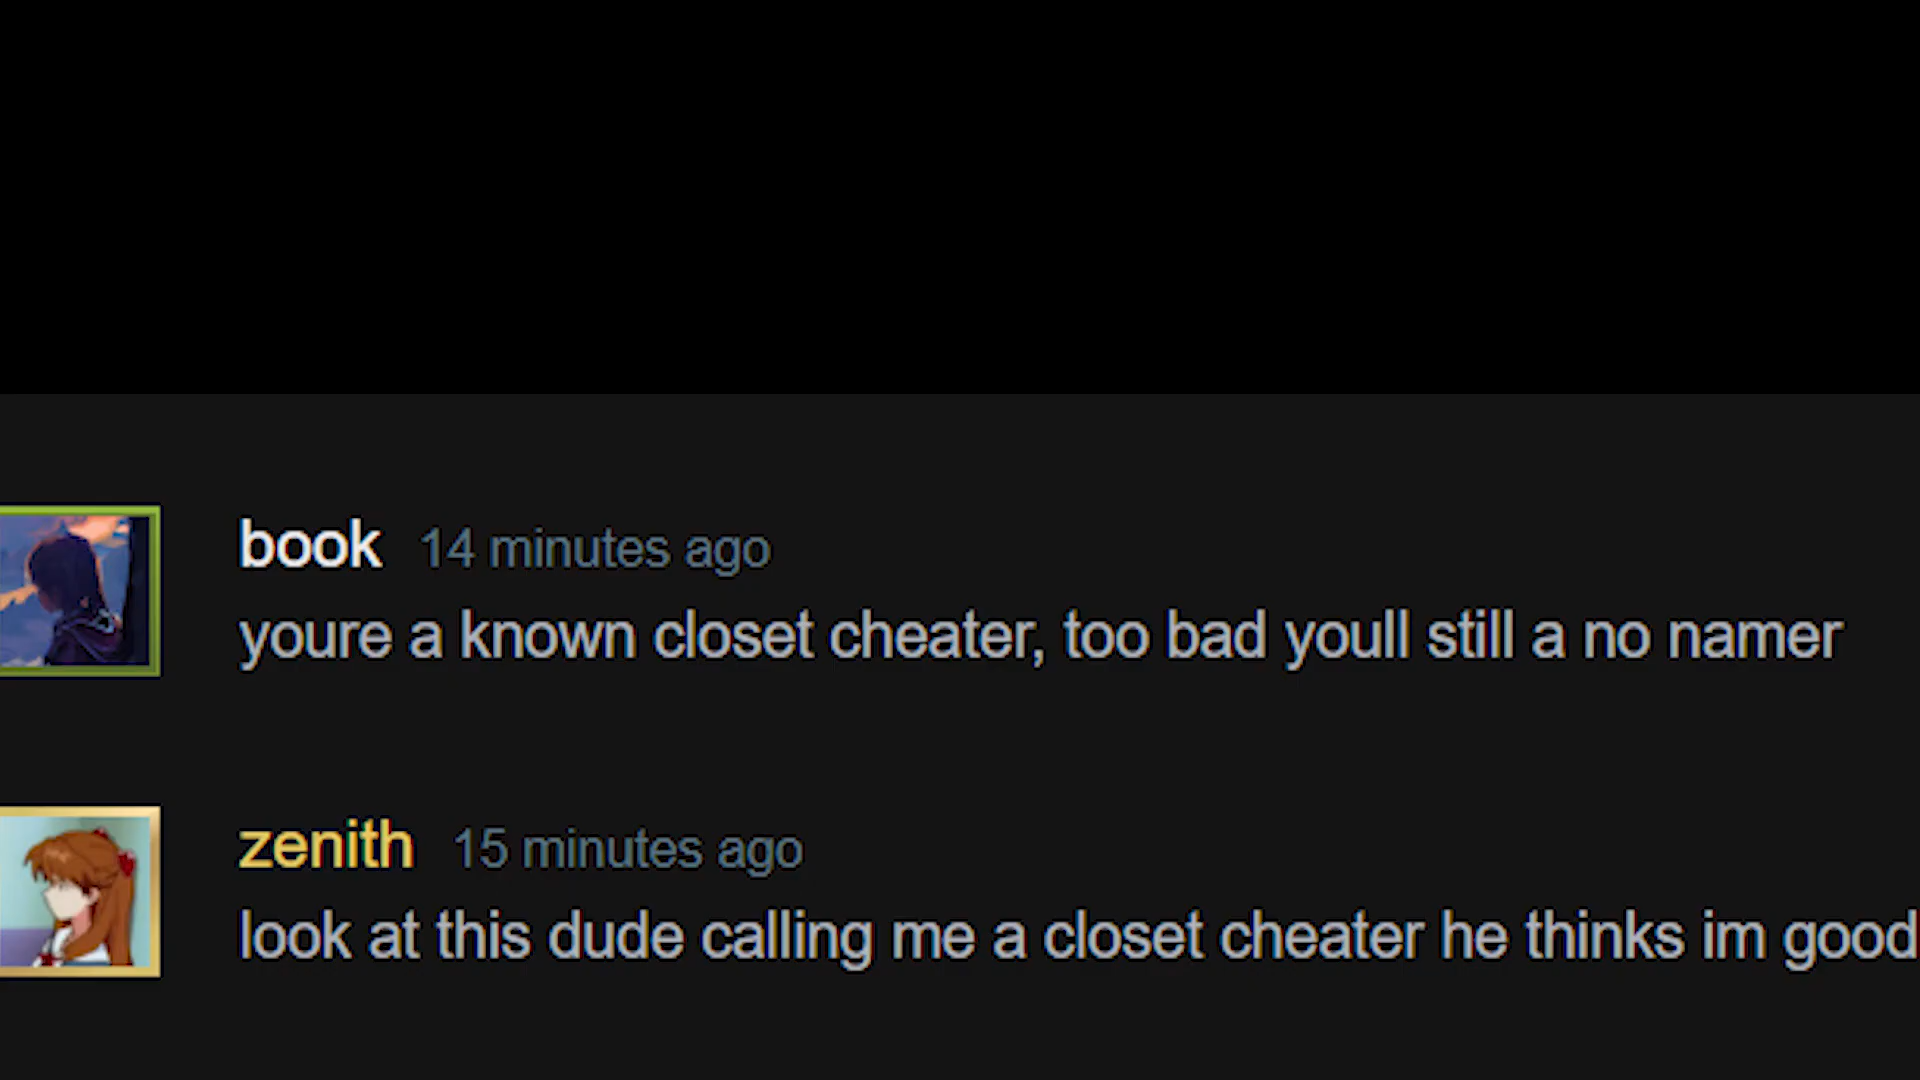 book 14 minutes ago
youre a known closet cheater, too bad youll still a no namer
zenith 15 minutes ago
look at this dude calling me a closet cheater he thinks im good